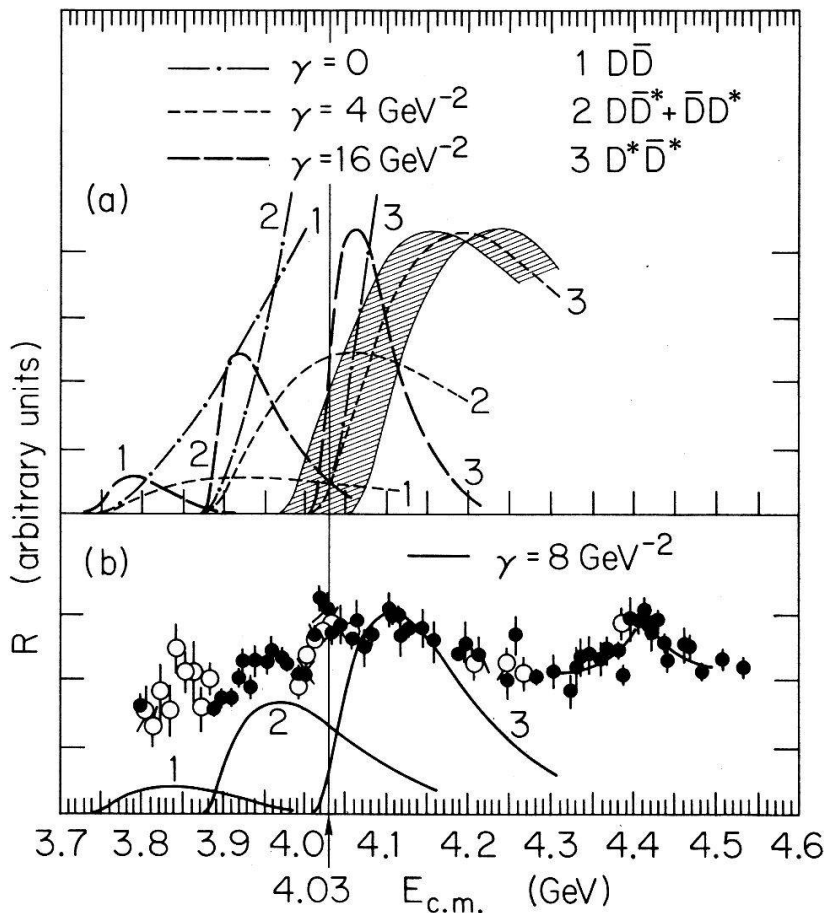 γ = 0 1 DD̄
γ = 4 GeV⁻² 2 DD̄* + D̄D*
γ = 16 GeV⁻² 3 D*D̄*
(a)
2 1 3
3
2
1 2
1 3
(b) γ = 8 GeV⁻²
2 3
1
R (arbitrary units)
3.7 3.8 3.9 4.0 4.1 4.2 4.3 4.4 4.5 4.6
4.03 E c.m. (GeV)